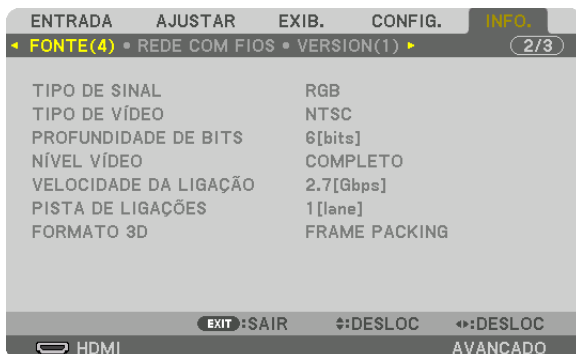 ENTRADA AJUSTAR EXIB. CONFIG. INFO.
◂ FONTE(4) • REDE COM FIOS • VERSION(1) ▸ 2/3
TIPO DE SINAL RGB
TIPO DE VÍDEO NTSC
PROFUNDIDADE DE BITS 6[bits]
NÍVEL VÍDEO COMPLETO
VELOCIDADE DA LIGAÇÃO 2.7[Gbps]
PISTA DE LIGAÇÕES 1[lane]
FORMATO 3D FRAME PACKING
EXIT :SAIR ♦:DESLOC ◂▸:DESLOC
HDMI AVANÇADO